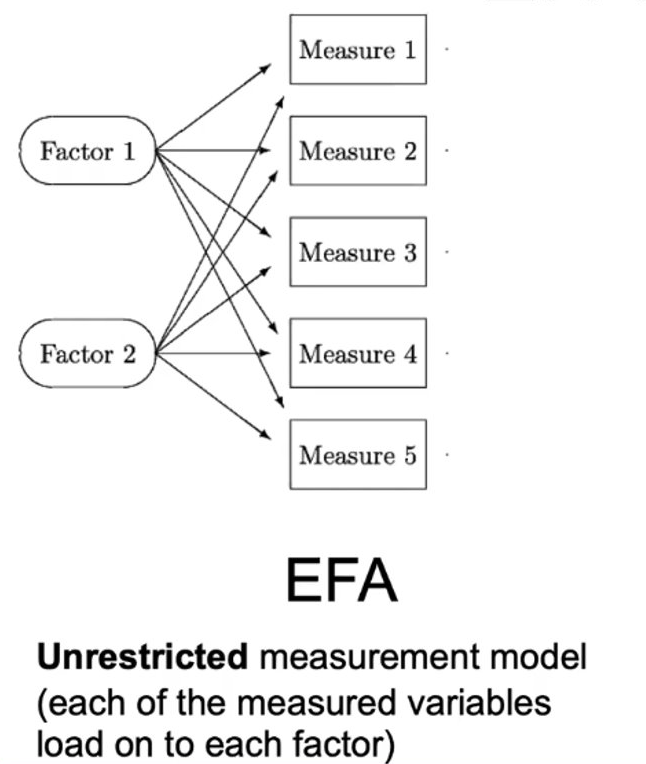 Measure 1
Factor 1
Measure 2
Measure 3
Factor 2
Measure 4
Measure 5
EFA
Unrestricted measurement model
(each of the measured variables
load on to each factor)